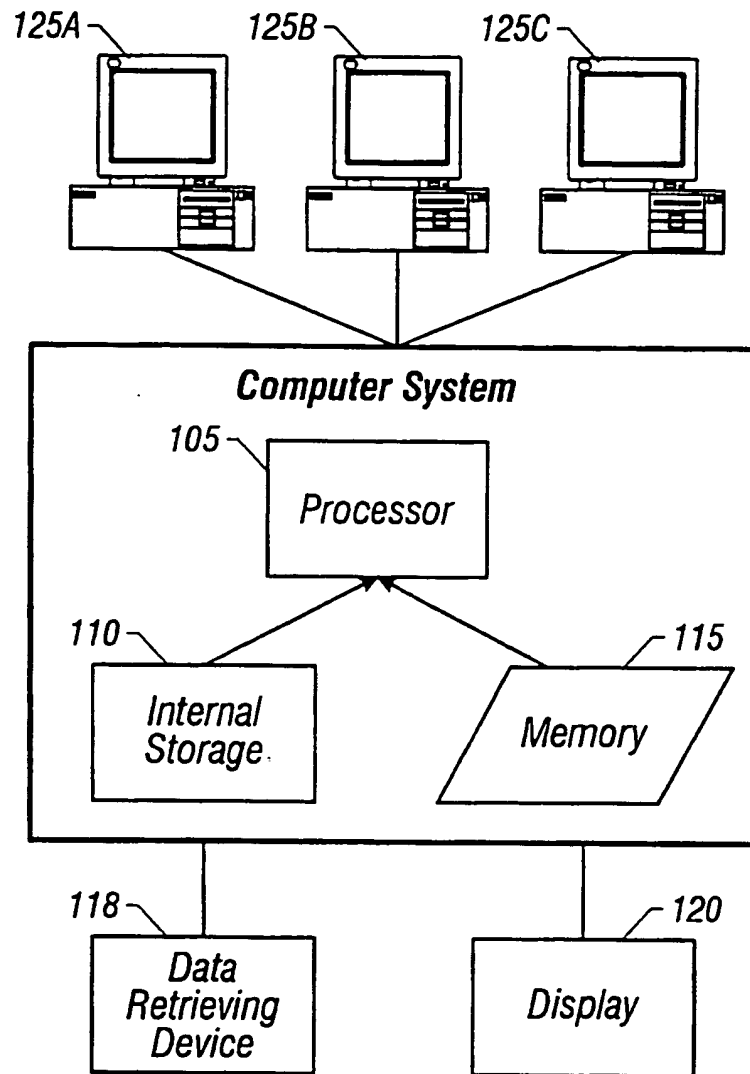 125A
125B
125C
Computer System
105
Processor
110
115
Internal
Storage
Memory
118
120
Data
Retrieving
Device
Display